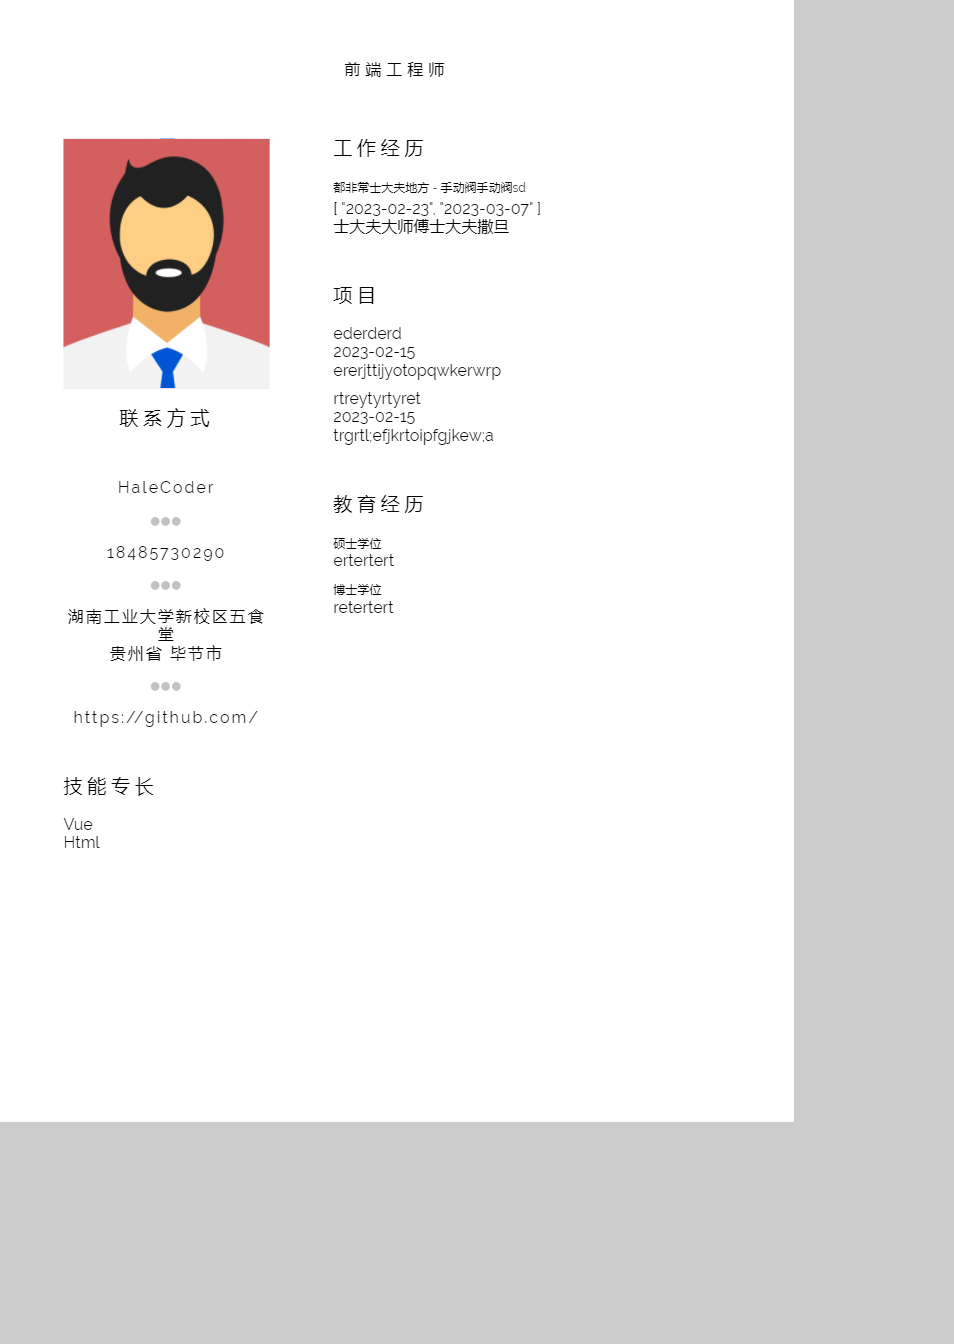 前端工程师
联系方式
HaleCoder
18485730290
湖南工业大学新校区五食
堂
贵州省 毕节市
https://github.com/
技能专长
Vue
Html
工作经历
都非常士大夫地方 - 手动阀手动阀sd
[ "2023-02-23", "2023-03-07" ]
士大夫大师傅士大夫撒旦
项目
ederderd
2023-02-15
ererjttijyotopqwkerwrp
rtreytyrtyret
2023-02-15
trgrtl;efjkrtoipfgjkew;a
教育经历
硕士学位
ertertert
博士学位
retertert